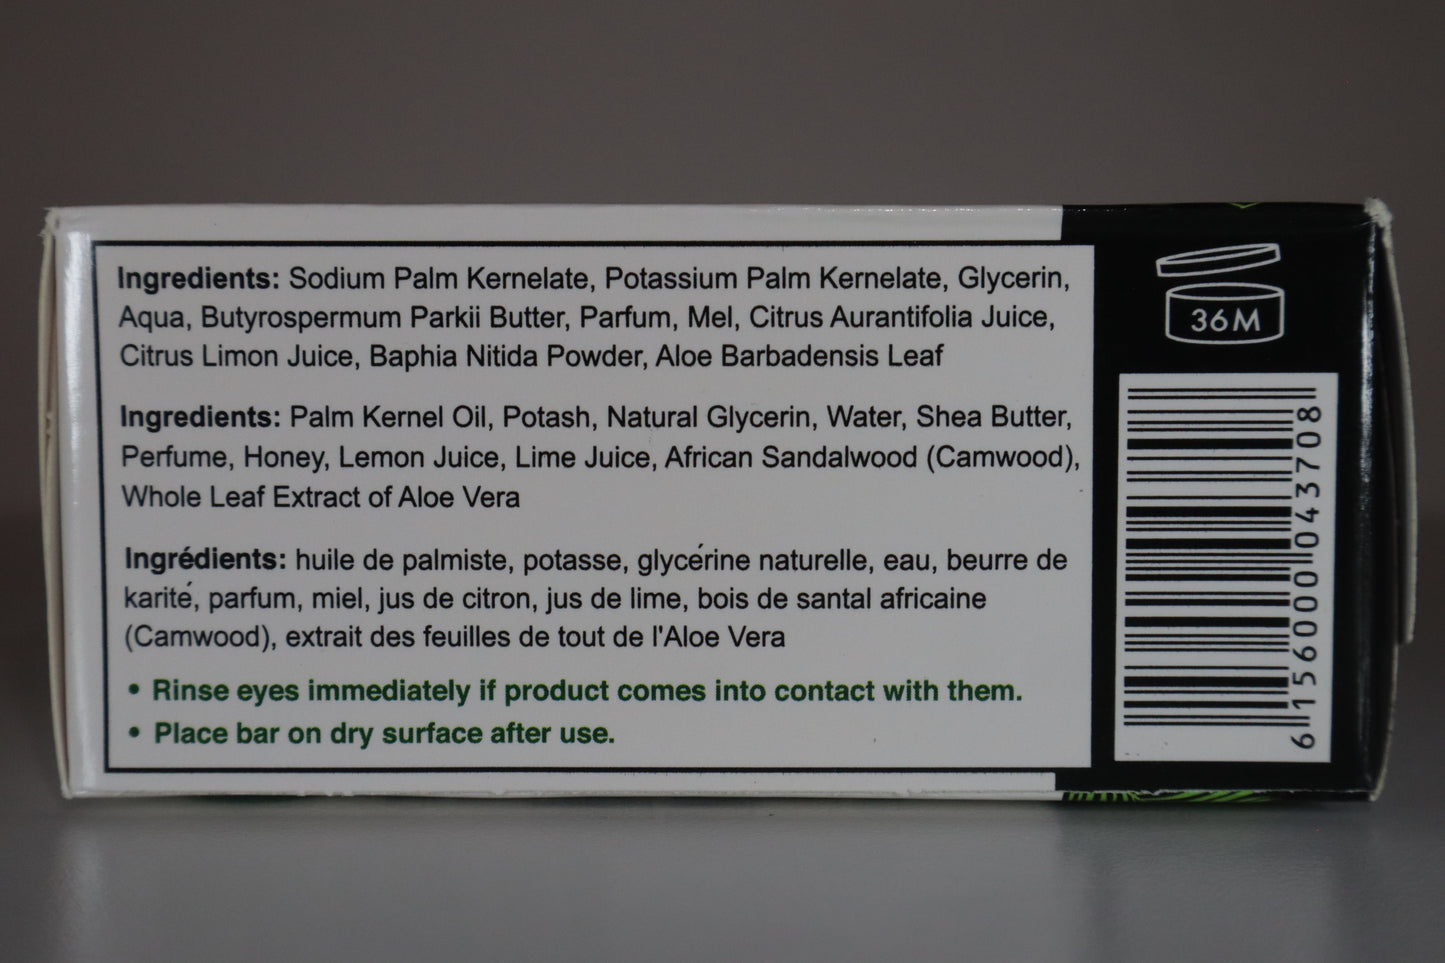 Ingredients: Sodium Palm Kernelate, Potassium Palm Kernelate, Glycerin,
Aqua, Butyrospermum Parkii Butter, Parfum, Mel, Citrus Aurantifolia Juice,
Citrus Limon Juice, Baphia Nitida Powder, Aloe Barbadensis Leaf
Ingredients: Palm Kernel Oil, Potash, Natural Glycerin, Water, Shea Butter,
Perfume, Honey, Lemon Juice, Lime Juice, African Sandalwood (Camwood),
Whole Leaf Extract of Aloe Vera
Ingrédients: huile de palmiste, potasse, glycérine naturelle, eau, beurre de
karité, parfum, miel, jus de citron, jus de lime, bois de santal africaine
(Camwood), extrait des feuilles de tout de l'Aloe Vera
• Rinse eyes immediately if product comes into contact with them.
• Place bar on dry surface after use.
36M
6 156000 043708